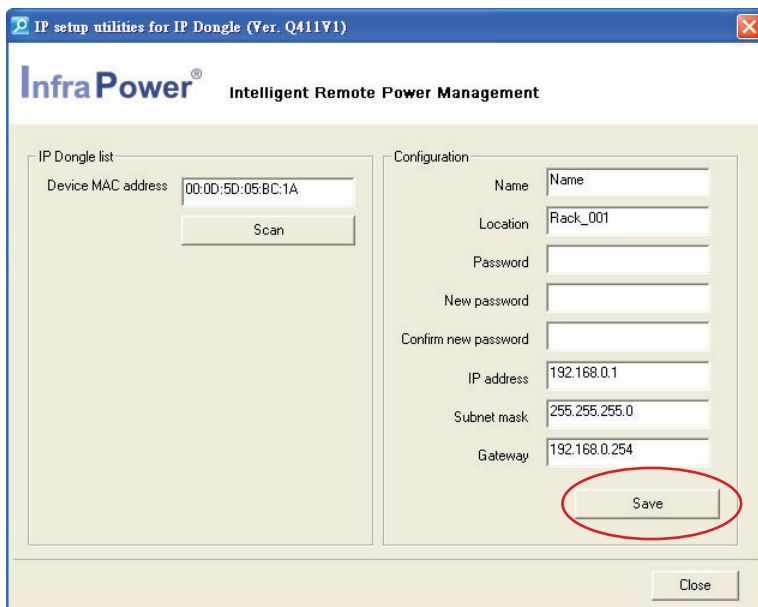 IP setup utilities for IP Dongle (Ver. Q411V1)
InfraPower® Intelligent Remote Power Management
IP Dongle list
Device MAC address 00:0D:5D:05:BC:1A
Scan
Configuration
Name Name
Location Rack_001
Password
New password
Confirm new password
IP address 192.168.0.1
Subnet mask 255.255.255.0
Gateway 192.168.0.254
Save
Close